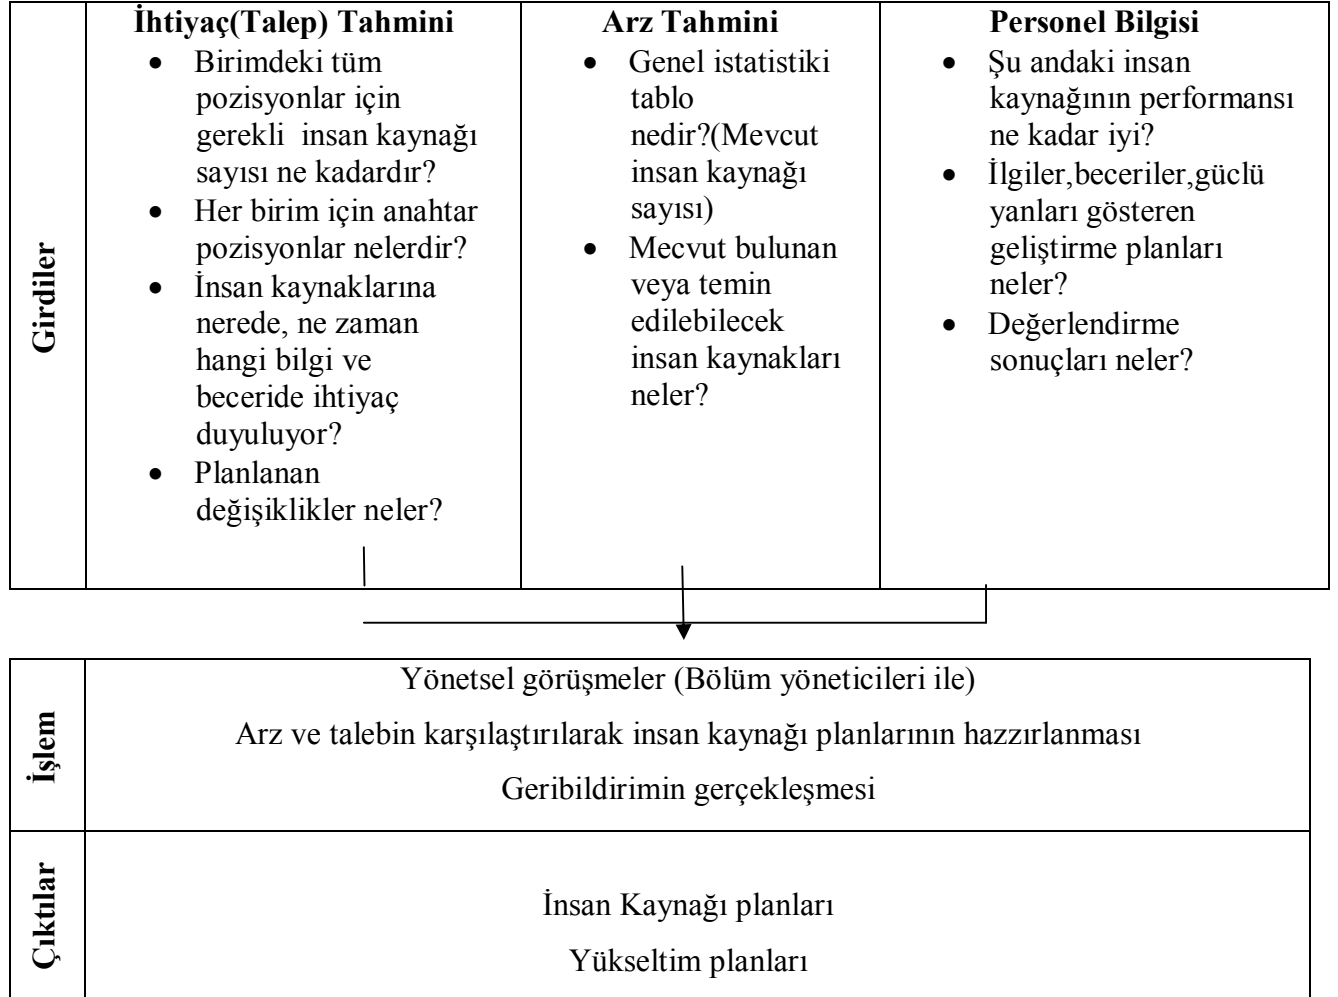 Girdiler
İhtiyaç(Talep) Tahmini
• Birimdeki tüm
pozisyonlar için
gerekli insan kaynağı
sayısı ne kadardır?
• Her birim için anahtar
pozisyonlar nelerdir?
• İnsan kaynaklarına
nerede, ne zaman
hangi bilgi ve
beceride ihtiyaç
duyuluyor?
• Planlanan
değişiklikler neler?
Arz Tahmini
• Genel istatistiki
tablo
nedir?(Mevcut
insan kaynağı
sayısı)
• Mecvut bulunan
veya temin
edilebilecek
insan kaynakları
neler?
Personel Bilgisi
• Şu andaki insan
kaynağının performansı
ne kadar iyi?
• İlgiler,beceriler,güclü
yanları gösteren
geliştirme planları
neler?
• Değerlendirme
sonuçları neler?
İşlem
Yönetsel görüşmeler (Bölüm yöneticileri ile)
Arz ve talebin karşılaştırılarak insan kaynağı planlarının hazzırlanması
Geribildirimin gerçekleşmesi
Çıktılar
İnsan Kaynağı planları
Yükseltim planları